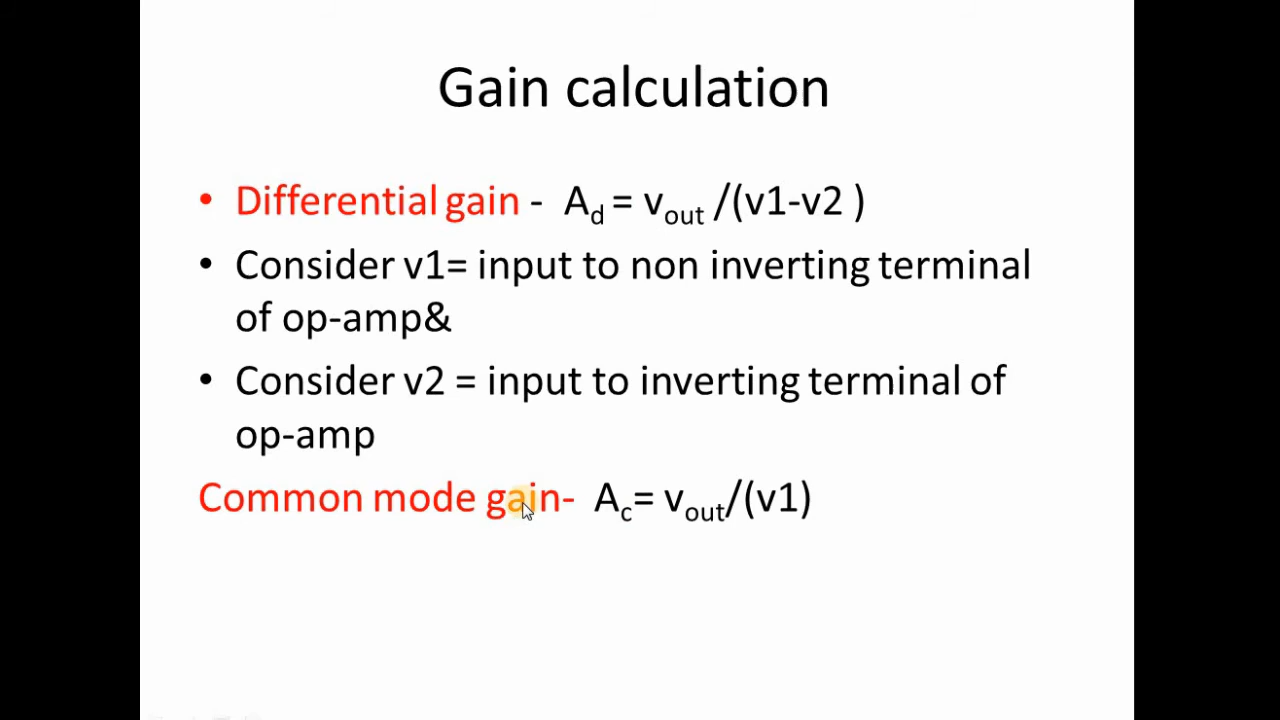 Gain calculation
• Differential gain - Ad = vout /(v1-v2 )
• Consider v1= input to non inverting terminal
of op-amp&
• Consider v2 = input to inverting terminal of
op-amp
Common mode gain- Ac= vout/(v1)